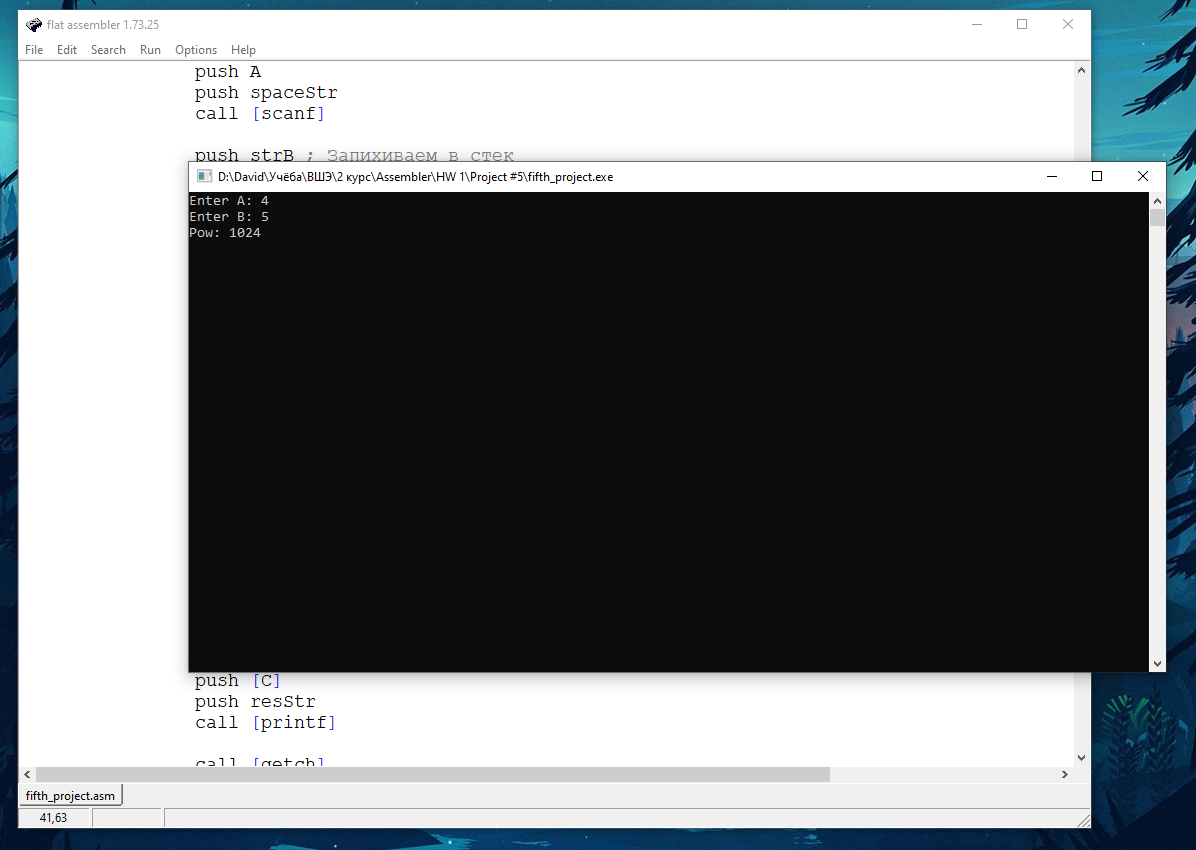 flat assembler 1.73.25
File Edit Search Run Options Help
push A
push spaceStr
call [scanf]
push strB ; Запихиваем в стек
D:\David\Учёба\ВШЭ\2 курс\Assembler\HW 1\Project #5\fifth_project.exe
Enter A: 4
Enter B: 5
Pow: 1024
push [C]
push resStr
call [printf]
call [getch]
fifth_project.asm
41,63